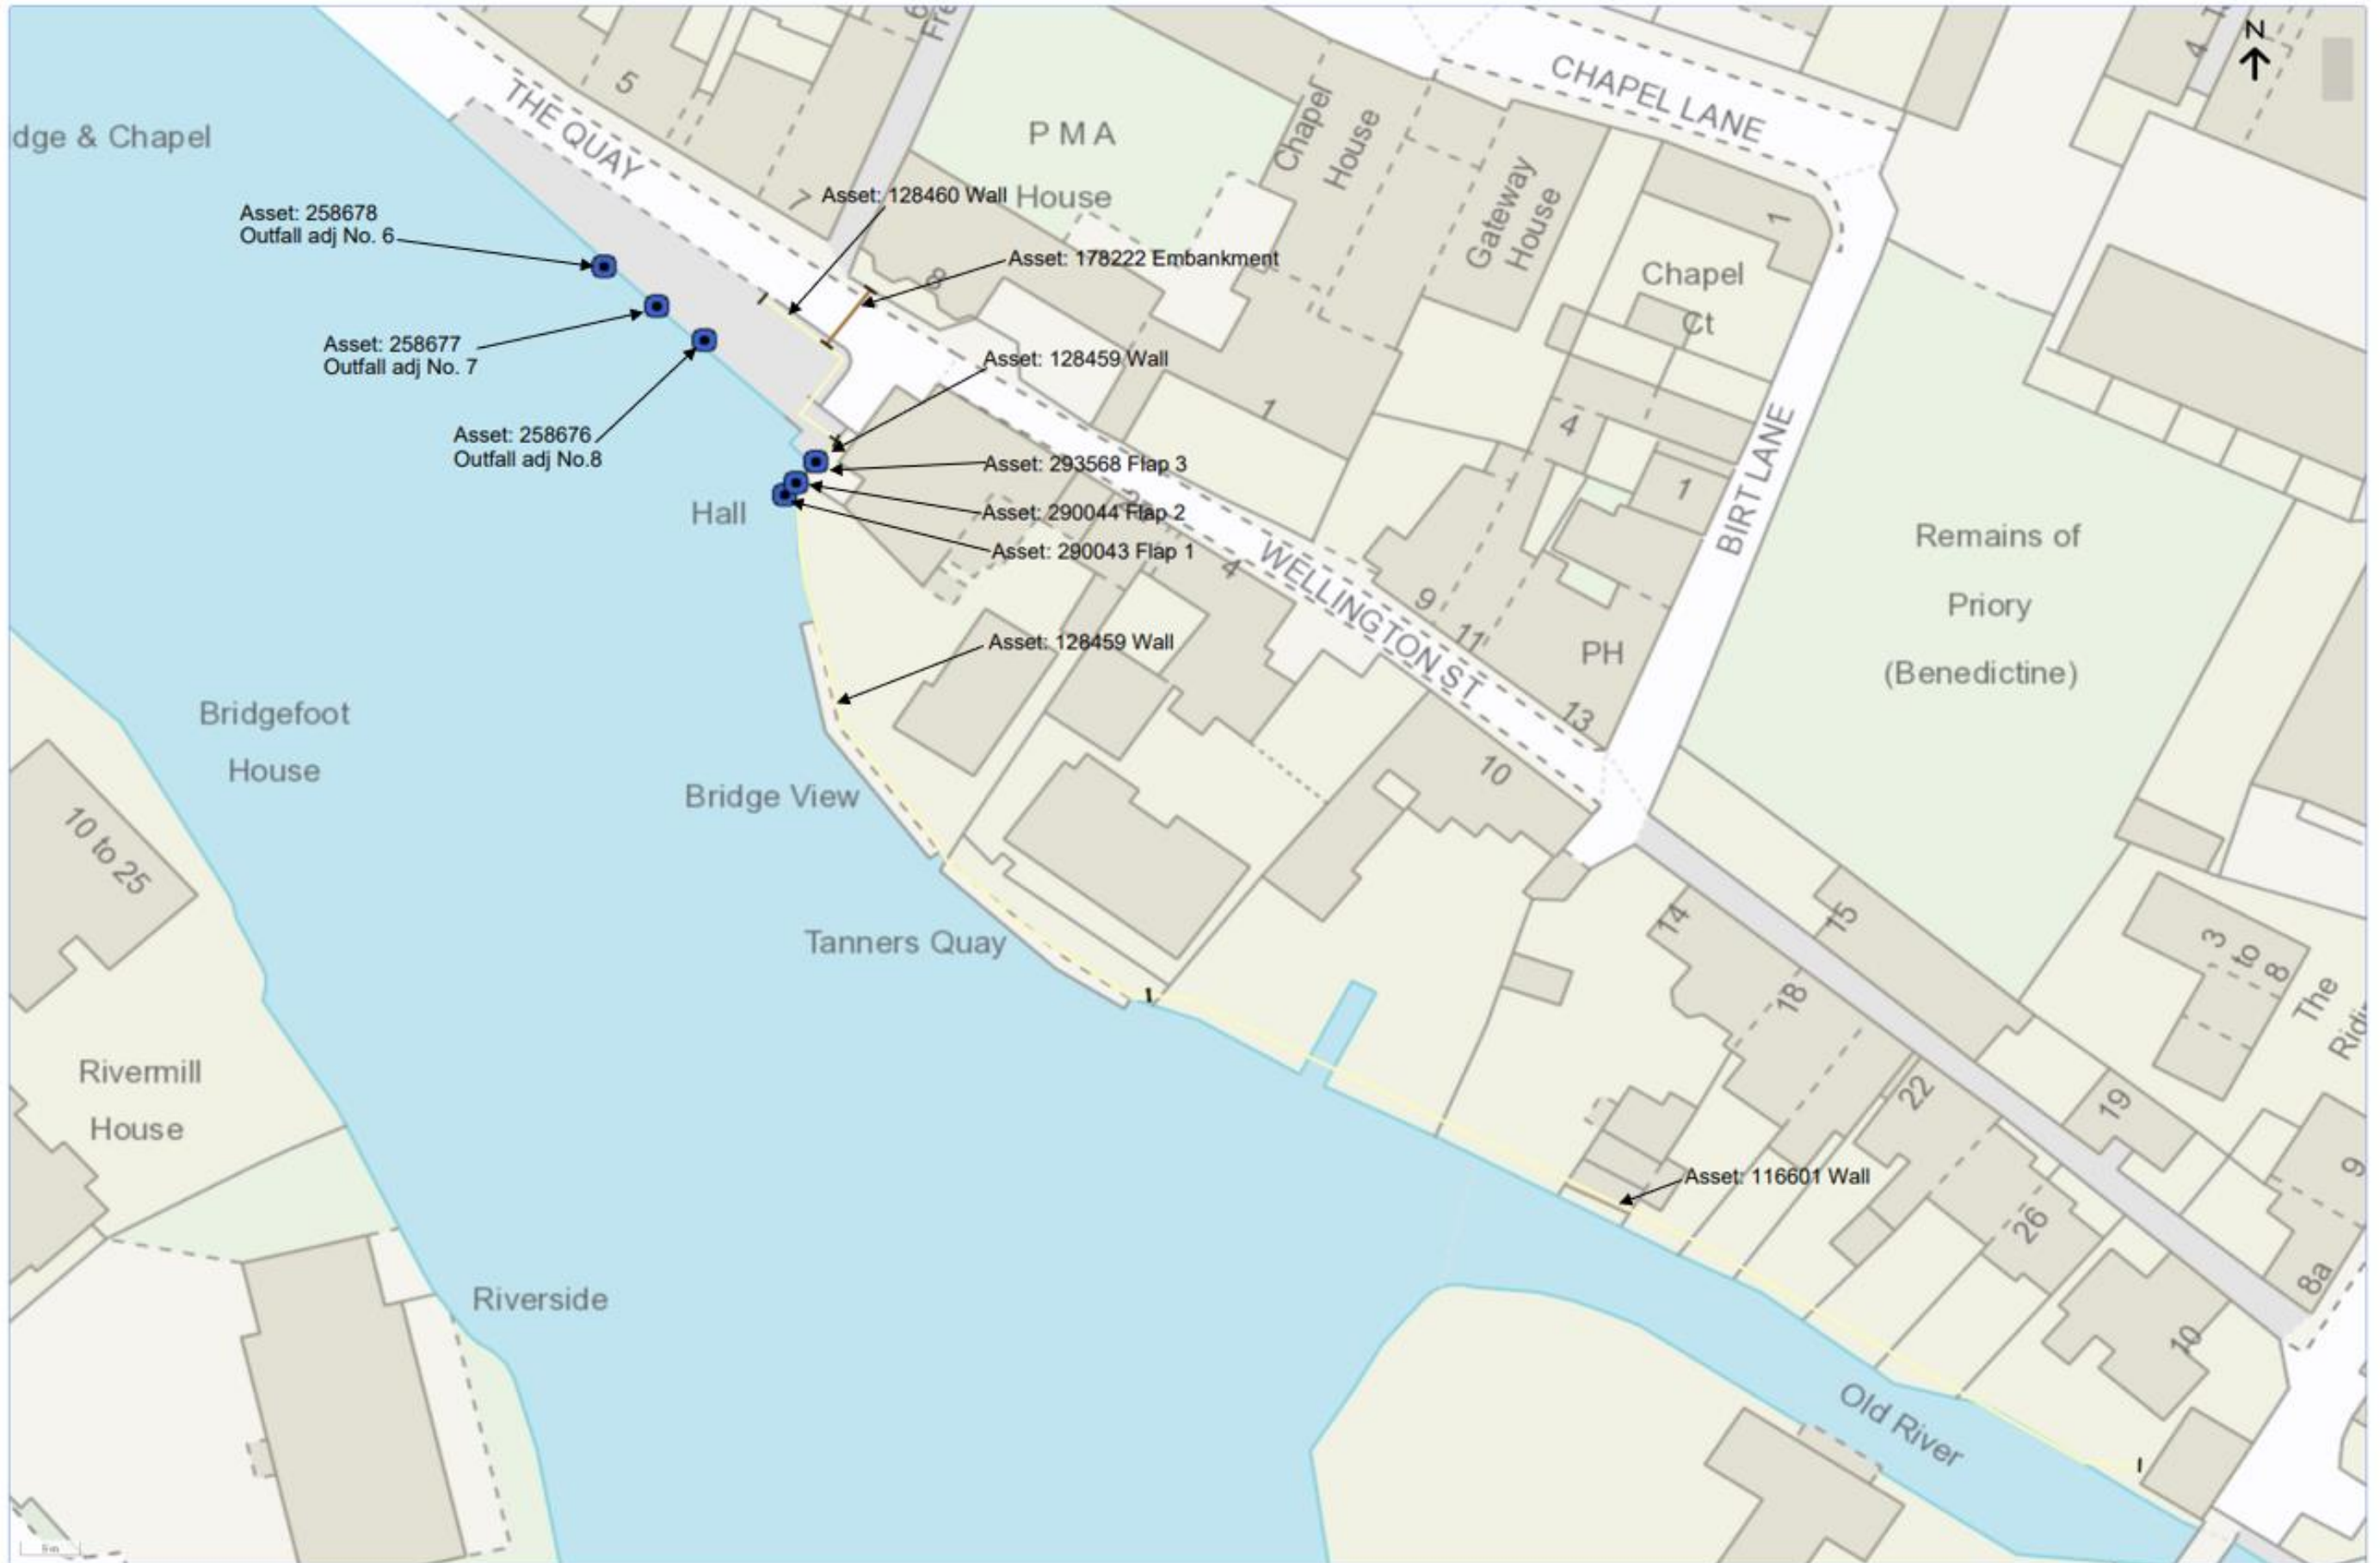 N
5
THE QUAY
CHAPEL LANE
dge & Chapel
P M A
House
Chapel
House
4
Asset: 258678
Outfall adj No. 6
7
Asset: 128460 Wall
Gateway
House
1
Asset: 178222 Embankment
8
Chapel
Ct
Asset: 258677
Outfall adj No. 7
Asset: 128459 Wall
1
4
BIRT LANE
Asset: 258676
Outfall adj No.8
Asset: 293568 Flap 3
1
Hall
Asset: 290044 Flap 2
Asset: 290043 Flap 1
Remains of
Priory
(Benedictine)
4
WELLINGTON ST
9
11
PH
13
Asset: 128459 Wall
Bridgefoot
House
10
Bridge View
10 to 25
Tanners Quay
14
15
18
3
to
8
The
Rivermill
House
22
19
9
Asset: 116601 Wall
26
8a
Riverside
10
Old River
5 m